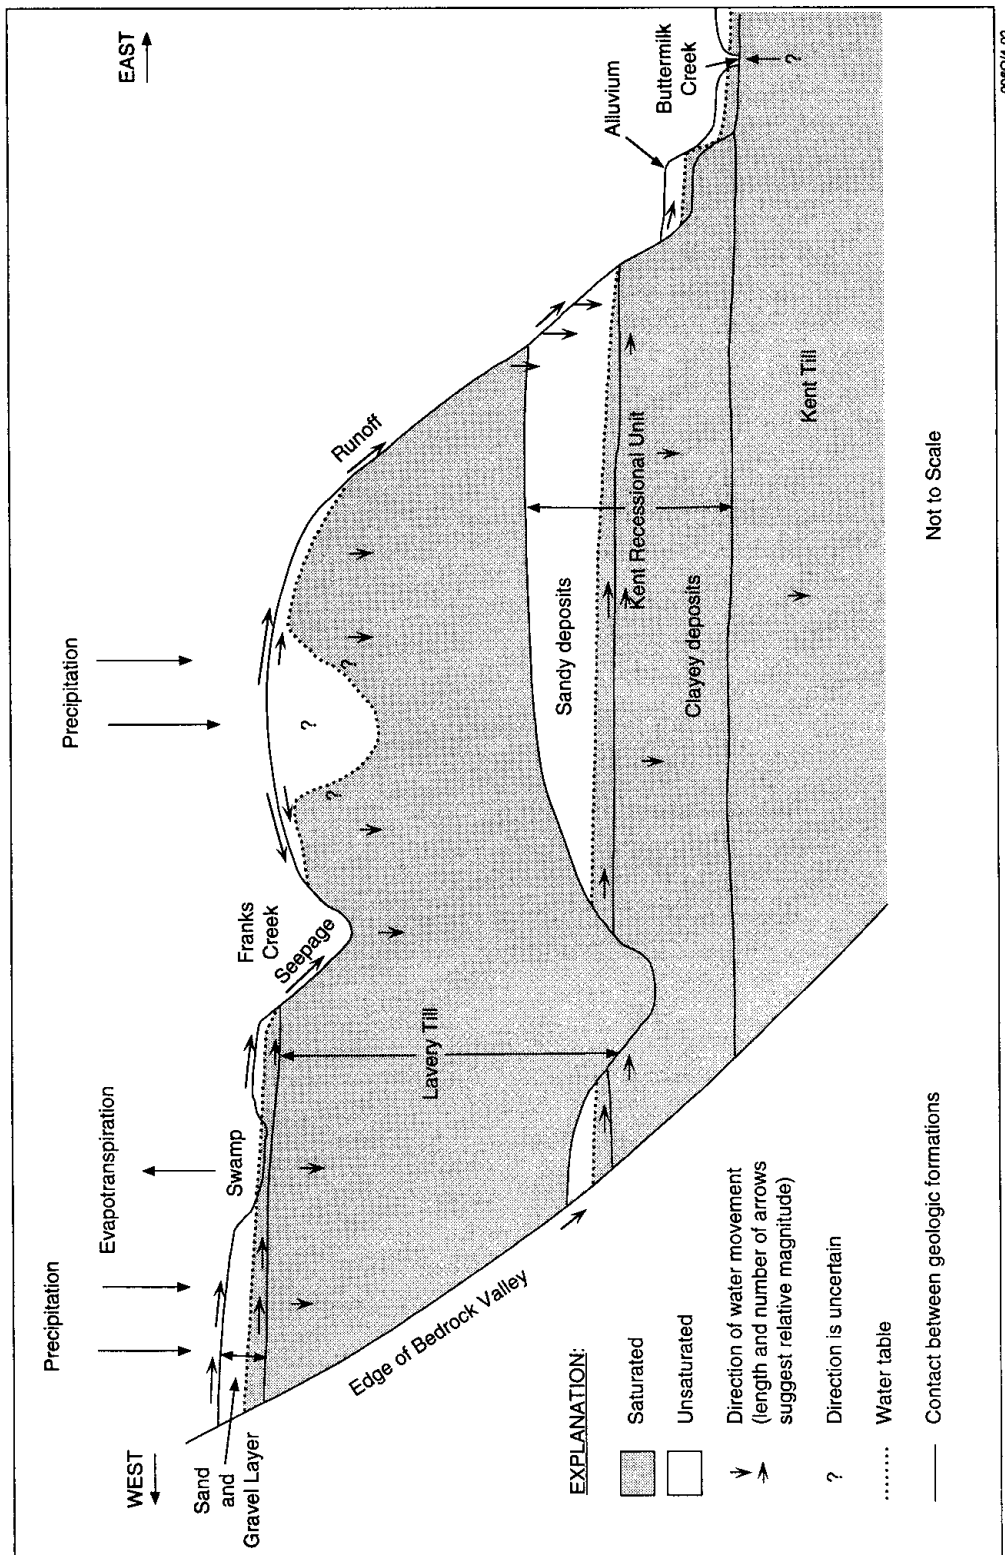 WEST
EAST
Precipitation
Evapotranspiration
Precipitation
Sand
and
Gravel Layer
Swamp
Franks
Creek
Seepage
?
?
?
Runoff
Alluvium
Buttermilk
Creek
?
Lavery Till
Sandy deposits
Kent Recessional Unit
Clayey deposits
Kent Till
Edge of Bedrock Valley
Not to Scale
EXPLANATION:
Saturated
Unsaturated
Direction of water movement
(length and number of arrows
suggest relative magnitude)
?
Direction is uncertain
Water table
Contact between geologic formations